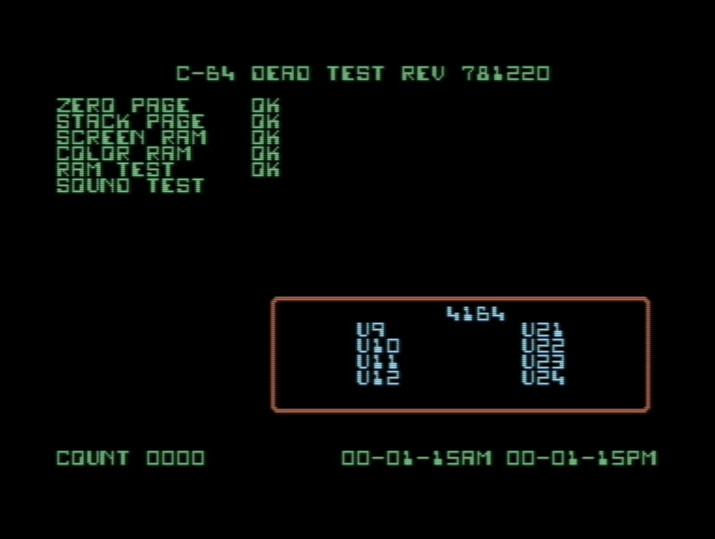 C-64 DEAD TEST REV 781220
ZERO PAGE OK
STACK PAGE OK
SCREEN RAM OK
COLOR RAM OK
RAM TEST OK
SOUND TEST
4164
U9 U21
U10 U22
U11 U23
U12 U24
COUNT 0000 00-01-15AM 00-01-15PM